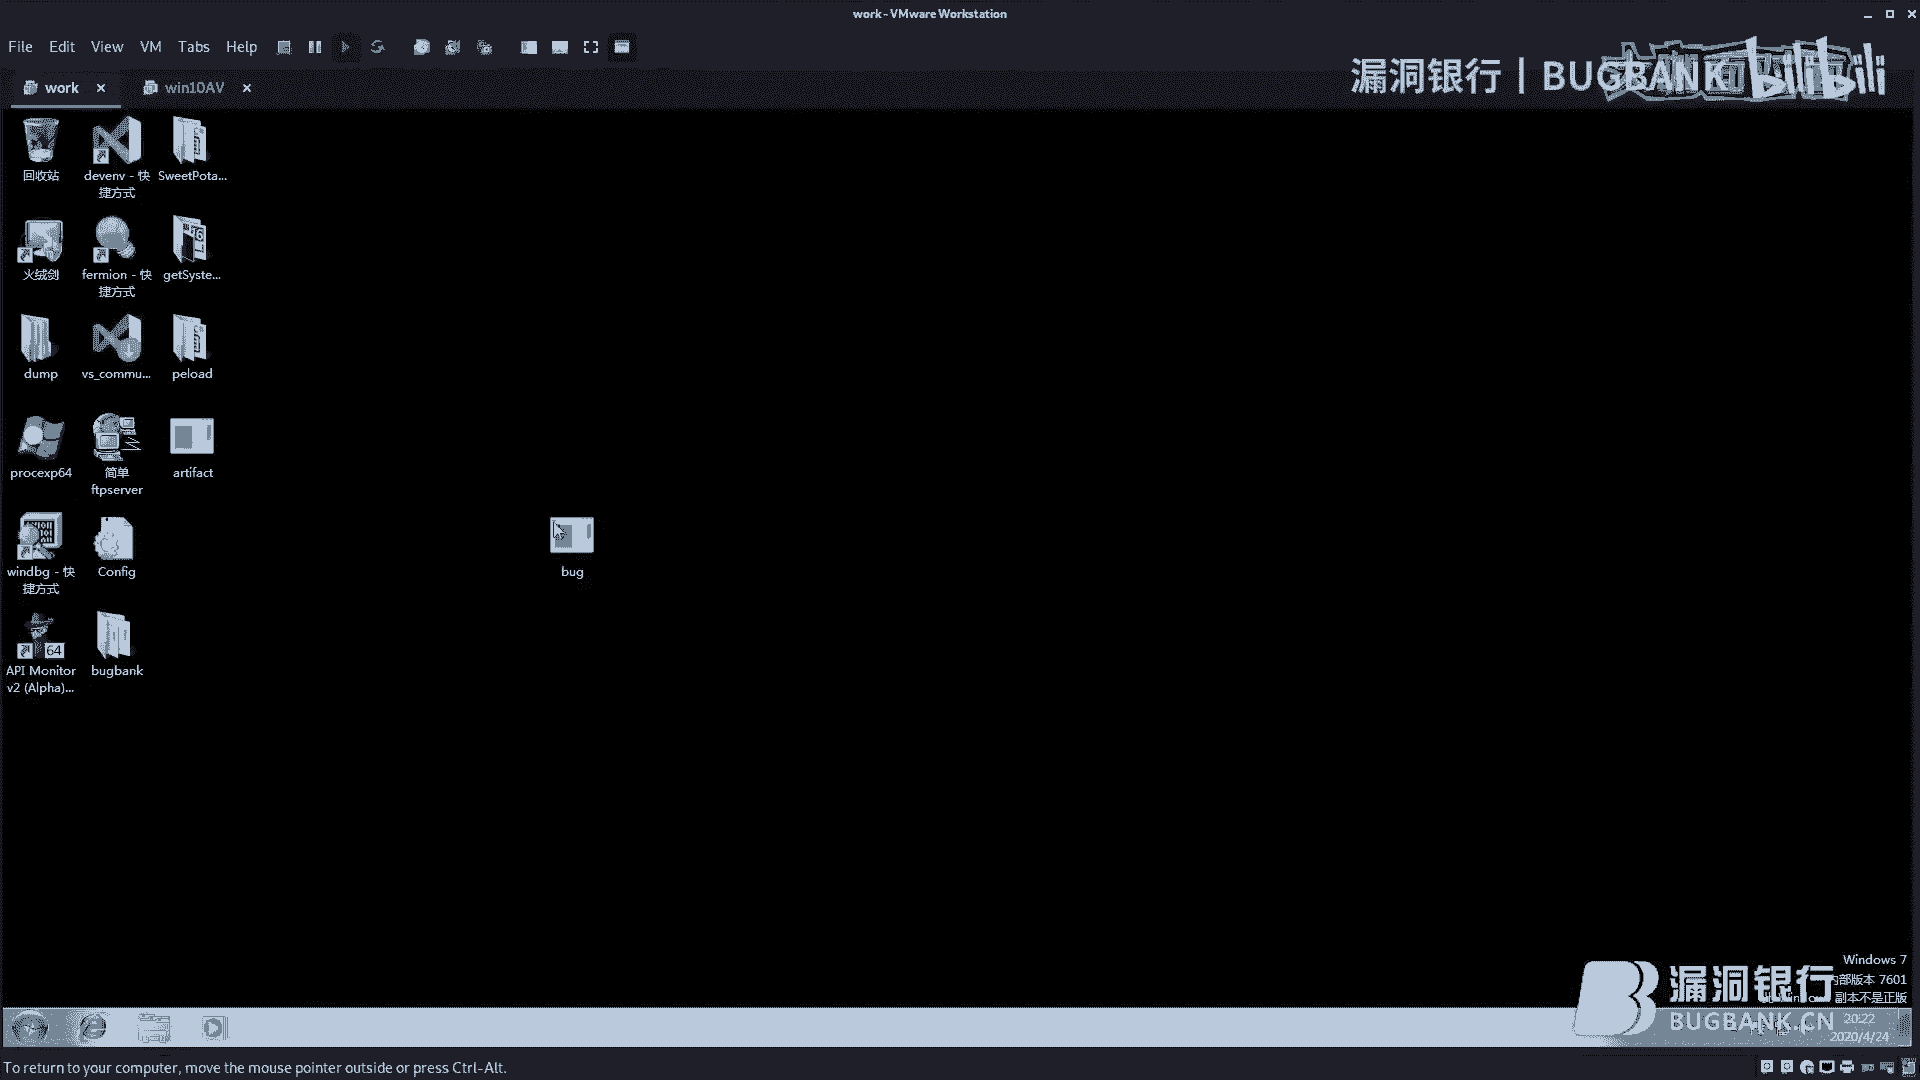 work - VMware Workstation
File Edit View VM Tabs Help
漏洞银行 | BUGBANK bilibili
work
win10AV
回收站
devenv - 快
捷方式
SweetPota...
火绒剑
fermion - 快
捷方式
getSyste...
dump
vs_commu...
peload
procexp64
简单
ftpserver
artifact
windbg - 快
捷方式
Config
bug
64
API Monitor
v2 (Alpha)...
bugbank
Windows 7
内部版本 7601
副本不是正版
漏洞银行
BUGBANK.CN
20:22
2020/4/24
To return to your computer, move the mouse pointer outside or press Ctrl-Alt.